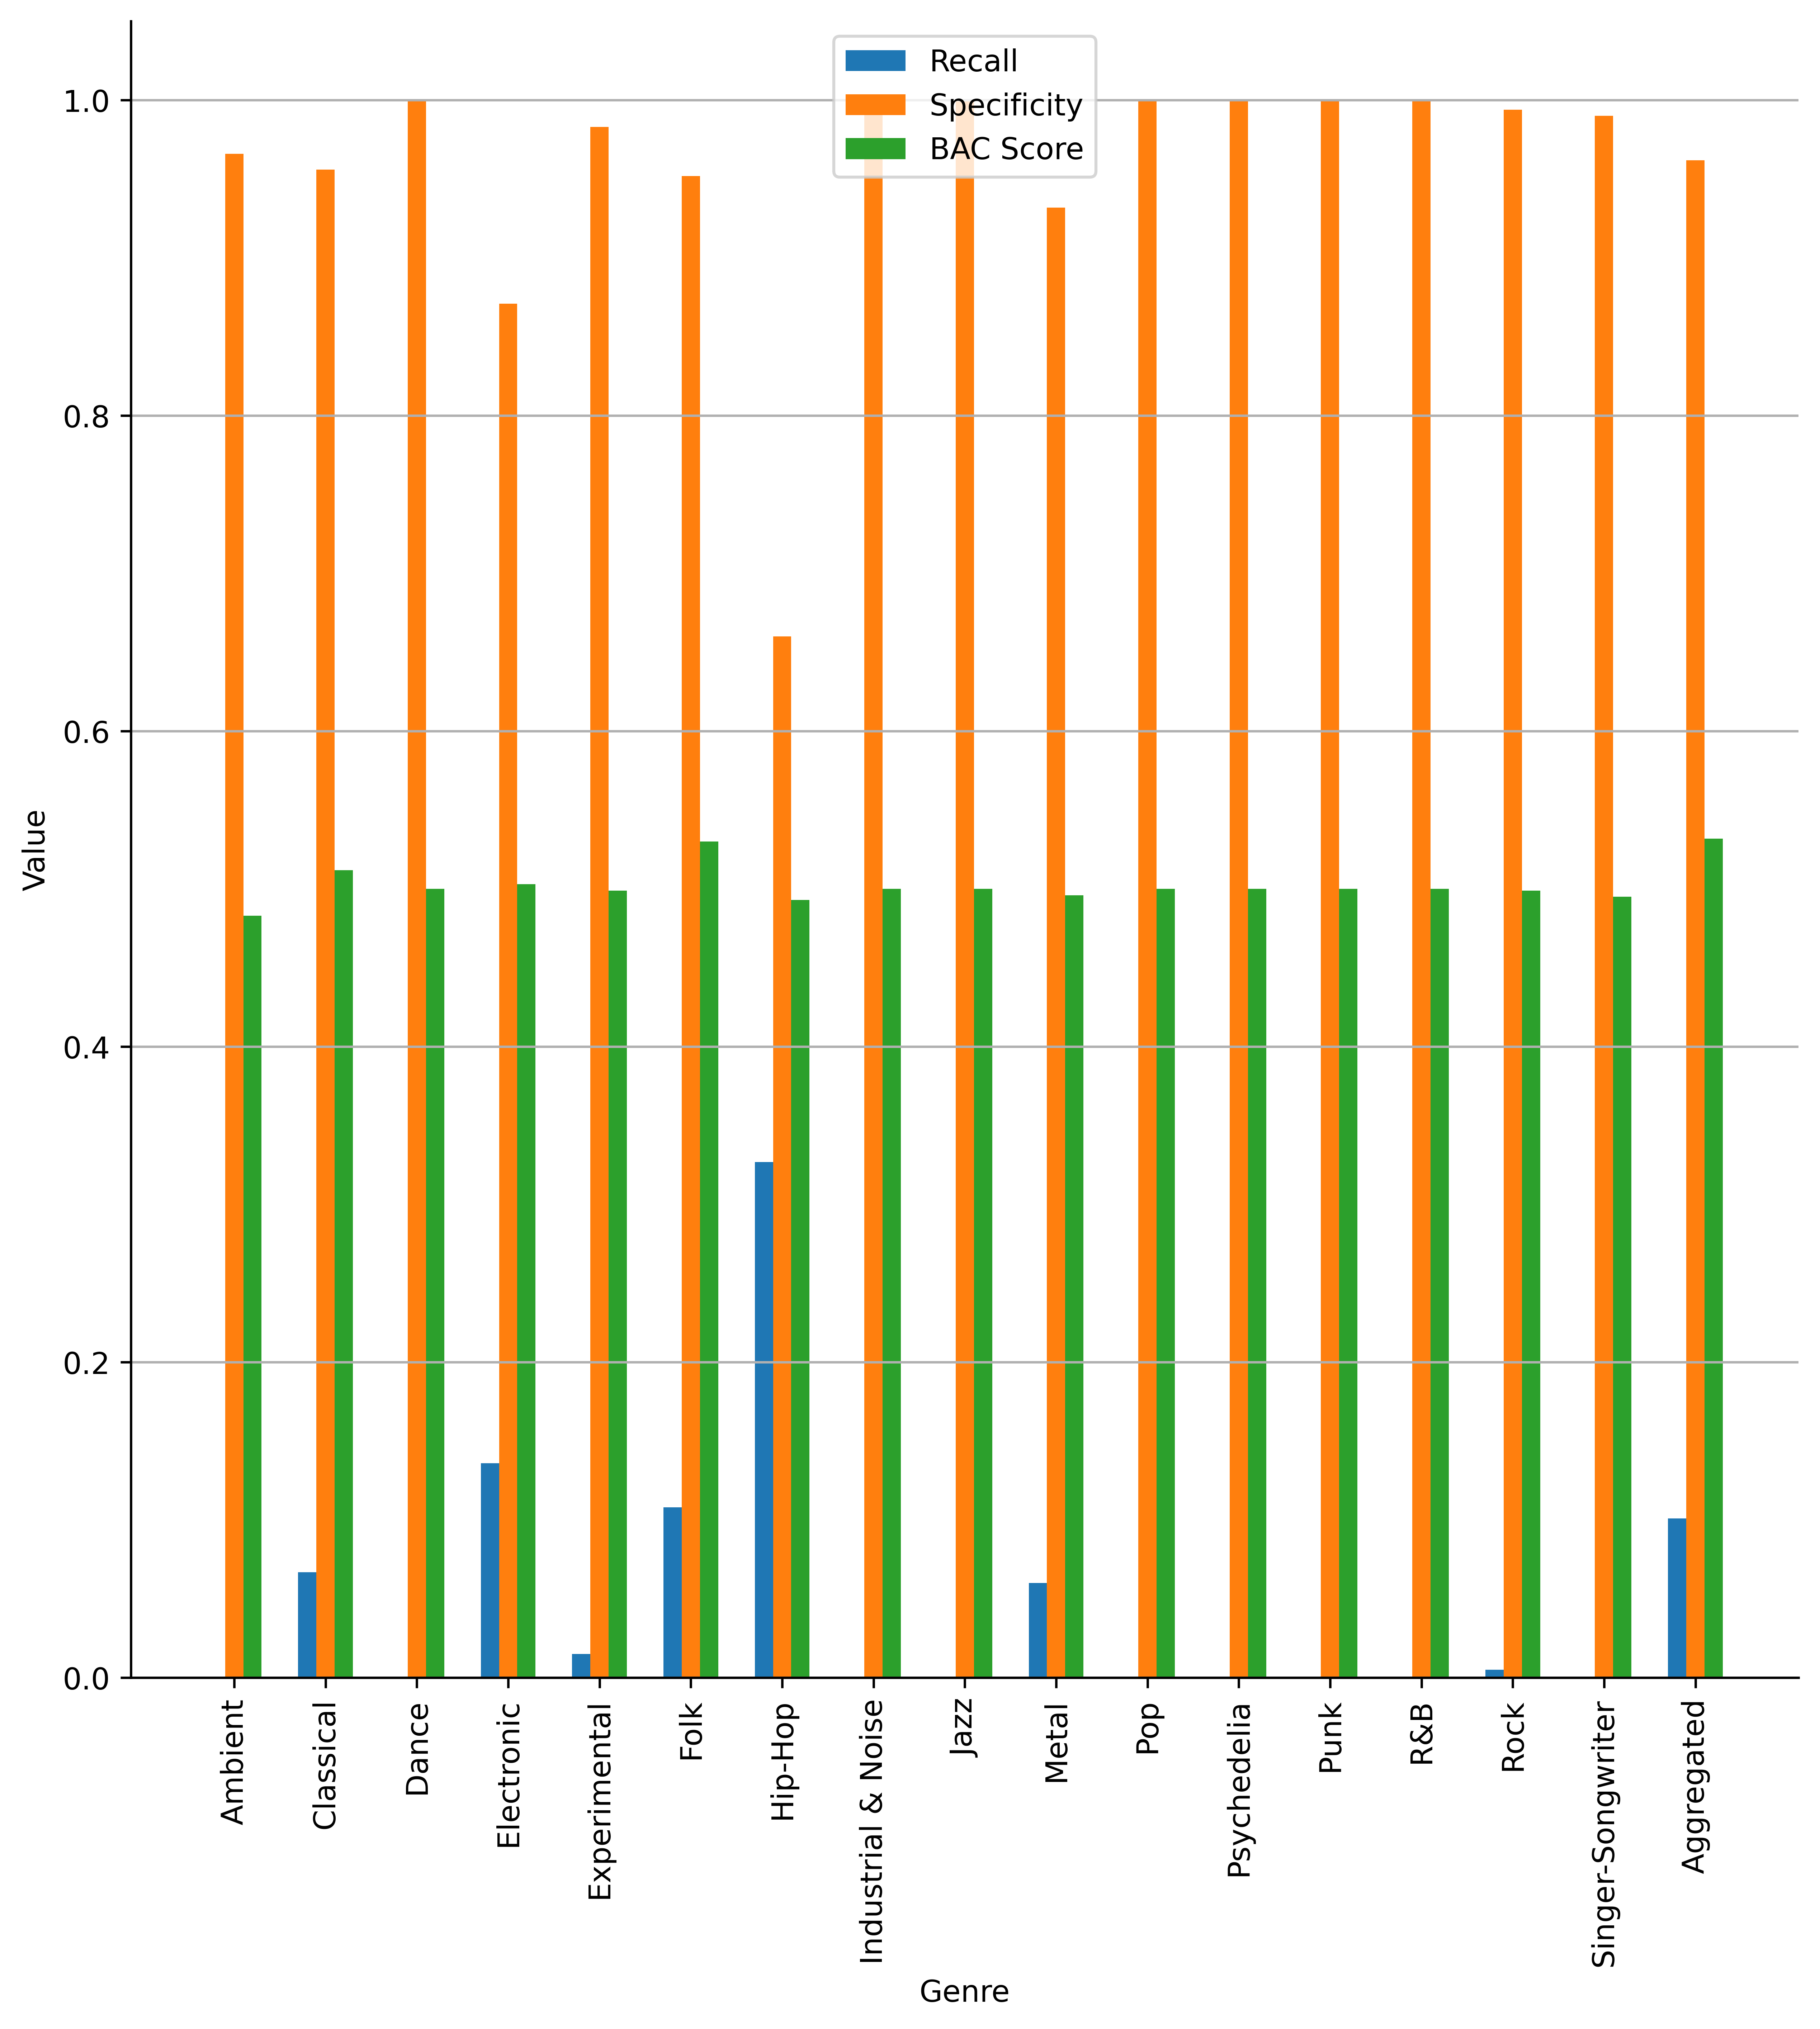 Recall
Specificity
BAC Score
1.0
0.8
0.6
0.4
0.2
0.0
Value
Ambient
Classical
Dance
Electronic
Experimental
Folk
Hip-Hop
Industrial & Noise
Jazz
Metal
Pop
Psychedelia
Punk
R&B
Rock
Singer-Songwriter
Aggregated
Genre